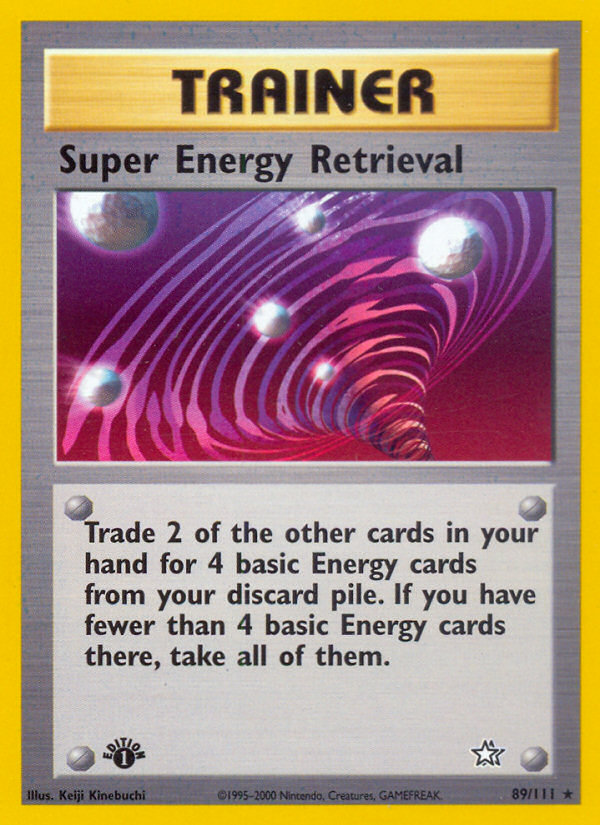 TRAINER
Super Energy Retrieval
Trade 2 of the other cards in your
hand for 4 basic Energy cards
from your discard pile. If you have
fewer than 4 basic Energy cards
there, take all of them.
EDITION
1
Illus. Keiji Kinebuchi ©1995-2000 Nintendo, Creatures, GAMEFREAK. 89/111 ★